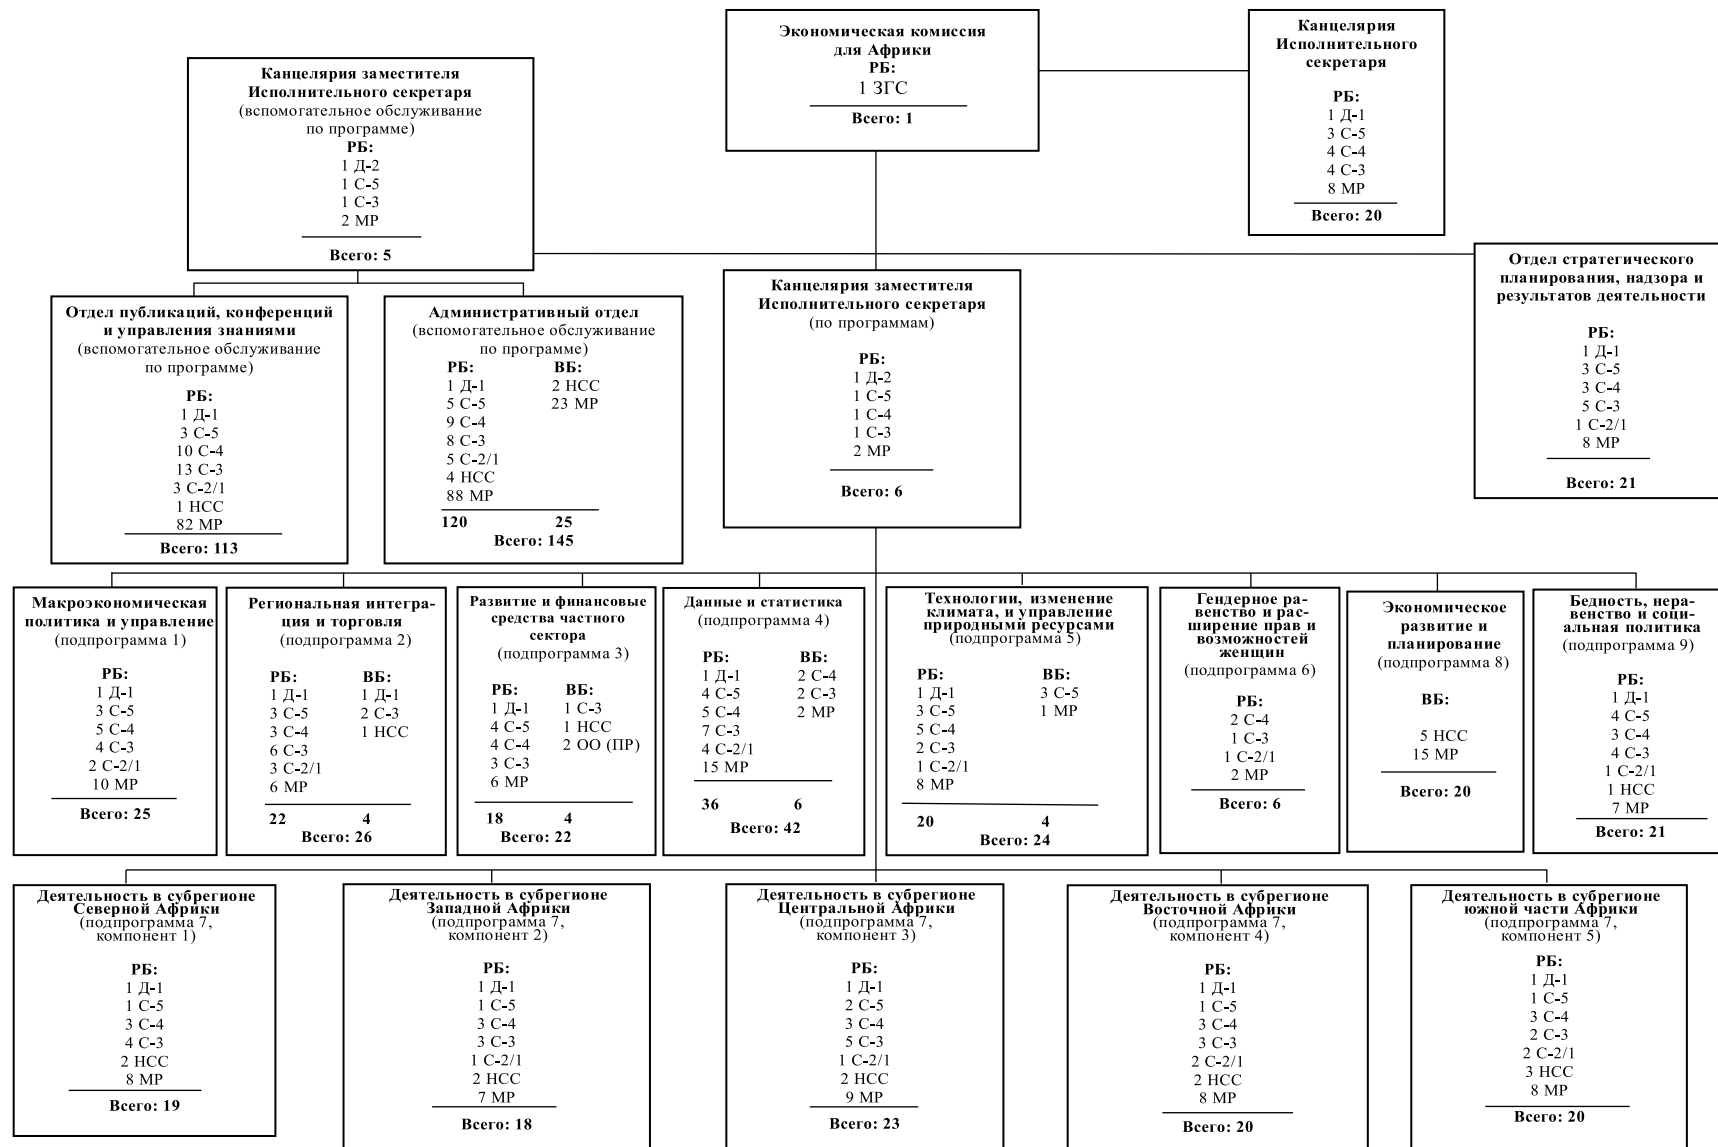 Экономическая комиссия
для Африки
РБ:
1 ЗГС
Всего: 1
Канцелярия
Исполнительного
секретаря
РБ:
1 Д-1
3 С-5
4 С-4
4 С-3
8 МР
Всего: 20
Канцелярия заместителя
Исполнительного секретаря
(вспомогательное обслуживание
по программе)
РБ:
1 Д-2
1 С-5
1 С-3
2 МР
Всего: 5
Отдел стратегического
планирования, надзора и
результатов деятельности
РБ:
1 Д-1
3 С-5
3 С-4
5 С-3
1 С-2/1
8 МР
Всего: 21
Отдел публикаций, конференций
и управления знаниями
(вспомогательное обслуживание
по программе)
РБ:
1 Д-1
3 С-5
10 С-4
13 С-3
3 С-2/1
1 НСС
82 МР
Всего: 113
Административный отдел
(вспомогательное обслуживание
по программе)
РБ: ВБ:
1 Д-1 2 НСС
5 С-5 23 МР
9 С-4
8 С-3
5 С-2/1
4 НСС
88 МР
120 25
Всего: 145
Канцелярия заместителя
Исполнительного секретаря
(по программам)
РБ:
1 Д-2
1 С-5
1 С-4
1 С-3
2 МР
Всего: 6
Макроэкономическая
политика и управление
(подпрограмма 1)
РБ:
1 Д-1
3 С-5
5 С-4
4 С-3
2 С-2/1
10 МР
Всего: 25
Региональная интегра-
ция и торговля
(подпрограмма 2)
РБ: ВБ:
1 Д-1 1 Д-1
3 С-5 2 С-3
3 С-4 1 НСС
6 С-3
3 С-2/1
6 МР
22 4
Всего: 26
Развитие и финансовые
средства частного
сектора
(подпрограмма 3)
РБ: ВБ:
1 Д-1 1 С-3
4 С-5 1 НСС
4 С-4 2 ОО (ПР)
3 С-3
6 МР
18 4
Всего: 22
Данные и статистика
(подпрограмма 4)
РБ: ВБ:
1 Д-1 2 С-4
4 С-5 2 С-3
5 С-4 2 МР
7 С-3
4 С-2/1
15 МР
36 6
Всего: 42
Технологии, изменение
климата, и управление
природными ресурсами
(подпрограмма 5)
РБ: ВБ:
1 Д-1 3 С-5
3 С-5 1 МР
5 С-4
2 С-3
1 С-2/1
8 МР
20 4
Всего: 24
Гендерное ра-
венство и рас-
ширение прав и
возможностей
женщин
(подпрограмма 6)
РБ:
2 С-4
1 С-3
1 С-2/1
2 МР
Всего: 6
Экономическое
развитие и
планирование
(подпрограмма 8)
ВБ:
5 НСС
15 МР
Всего: 20
Бедность, нера-
венство и соци-
альная политика
(подпрограмма 9)
РБ:
1 Д-1
4 С-5
3 С-4
4 С-3
1 С-2/1
1 НСС
7 МР
Всего: 21
Деятельность в субрегионе
Северной Африки
(подпрограмма 7,
компонент 1)
РБ:
1 Д-1
1 С-5
3 С-4
4 С-3
2 НСС
8 МР
Всего: 19
Деятельность в субрегионе
Западной Африки
(подпрограмма 7,
компонент 2)
РБ:
1 Д-1
1 С-5
3 С-4
3 С-3
1 С-2/1
2 НСС
7 МР
Всего: 18
Деятельность в субрегионе
Центральной Африки
(подпрограмма 7,
компонент 3)
РБ:
1 Д-1
2 С-5
3 С-4
5 С-3
1 С-2/1
2 НСС
9 МР
Всего: 23
Деятельность в субрегионе
Восточной Африки
(подпрограмма 7,
компонент 4)
РБ:
1 Д-1
1 С-5
3 С-4
3 С-3
2 С-2/1
2 НСС
8 МР
Всего: 20
Деятельность в субрегионе
южной части Африки
(подпрограмма 7,
компонент 5)
РБ:
1 Д-1
1 С-5
3 С-4
2 С-3
2 С-2/1
3 НСС
8 МР
Всего: 20